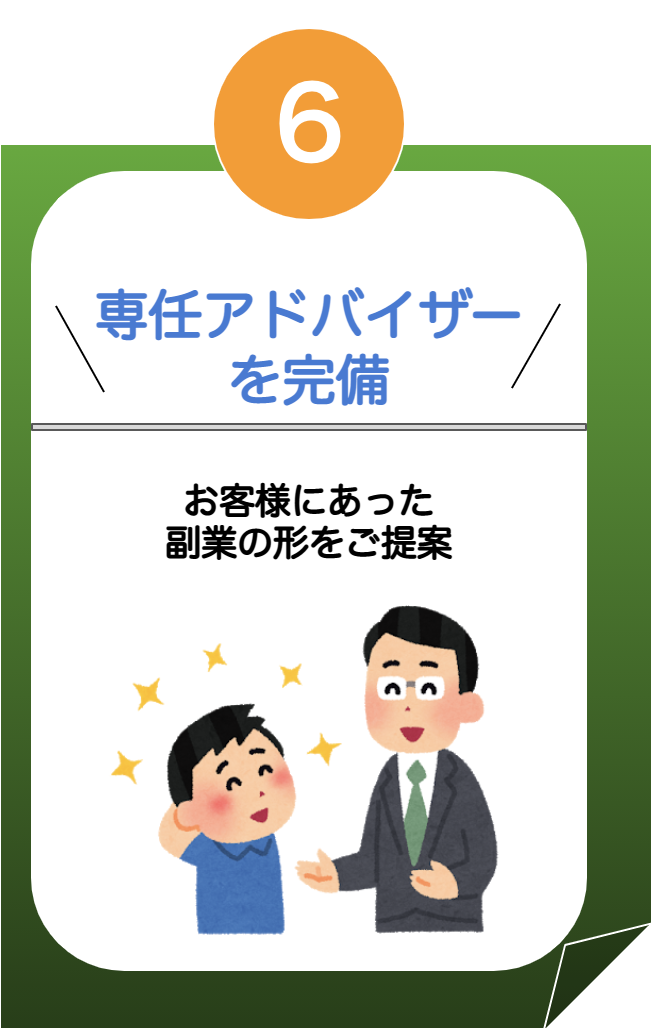 6
専任アドバイザー
を完備
お客様にあった
副業の形をご提案